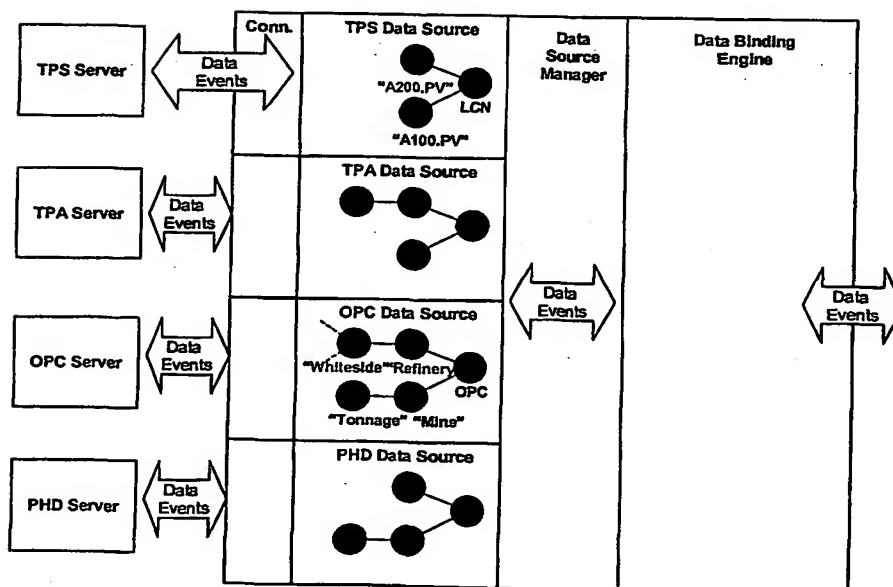 Conn.
TPS Data Source
Data
Source
Manager
Data Binding
Engine
TPS Server
Data
Events
"A200.PV"
LCN
"A100.PV"
TPA Data Source
TPA Server
Data
Events
OPC Data Source
OPC Server
Data
Events
"Whiteside"
"Refinery
OPC
"Tonnage"
"Mine"
Data
Events
Data
Events
PHD Data Source
PHD Server
Data
Events